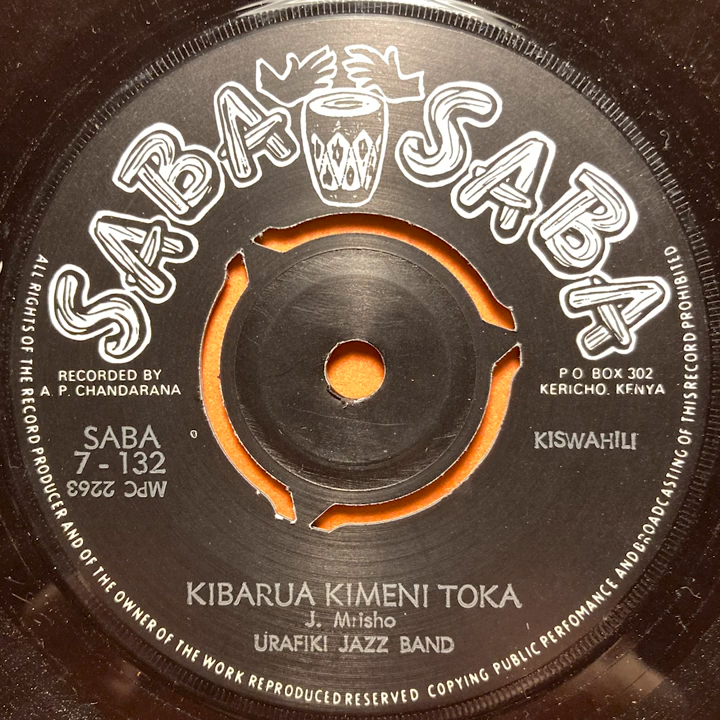 SABA SABA
RECORDED BY
A. P. CHANDARANA
P O BOX 302
KERICHO. KENYA
SABA
7 - 132
MPC 2263
KISWAHILI
KIBARUA KIMENI TOKA
J. Mrisho
URAFIKI JAZZ BAND
ALL RIGHTS OF THE RECORD PRODUCER AND OF THE OWNER OF THE WORK REPRODUCED RESERVED COPYING PUBLIC PERFOMANCE AND BROADCASTING OF THIS RECORD PROHIBITED